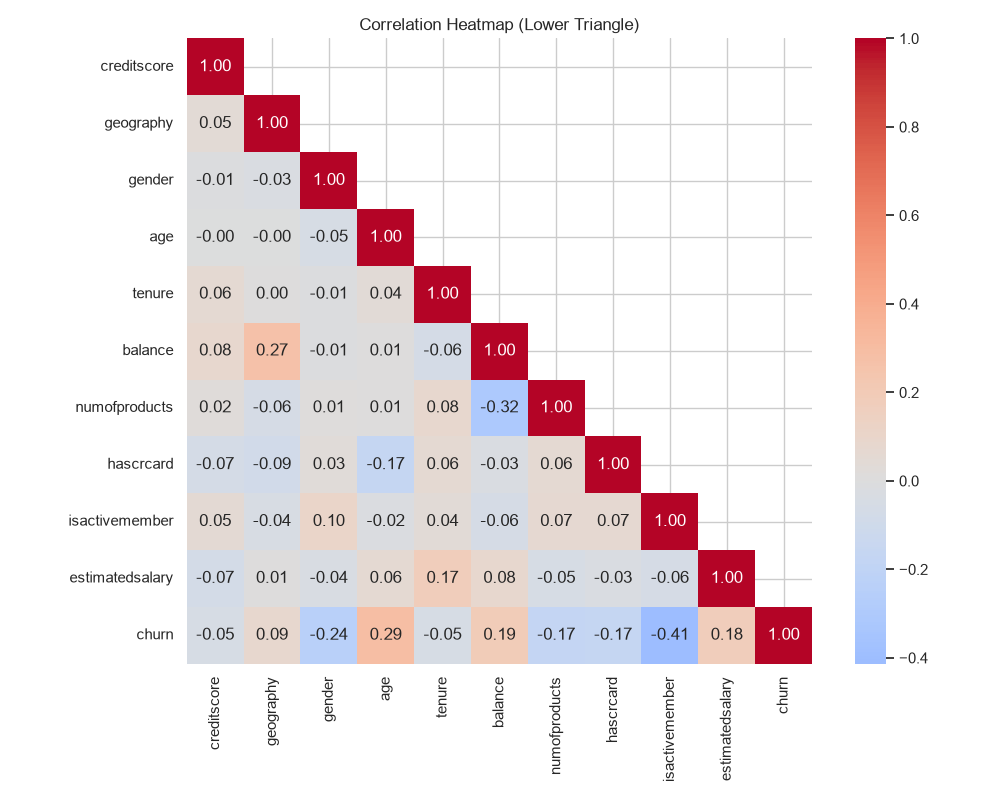 Correlation Heatmap (Lower Triangle)
creditscore 1.00
geography 0.05 1.00
gender -0.01 -0.03 1.00
age -0.00 -0.00 -0.05 1.00
tenure 0.06 0.00 -0.01 0.04 1.00
balance 0.08 0.27 -0.01 0.01 -0.06 1.00
numofproducts 0.02 -0.06 0.01 0.01 0.08 -0.32 1.00
hascrcard -0.07 -0.09 0.03 -0.17 0.06 -0.03 0.06 1.00
isactivemember 0.05 -0.04 0.10 -0.02 0.04 -0.06 0.07 0.07 1.00
estimatedsalary -0.07 0.01 -0.04 0.06 0.17 0.08 -0.05 -0.03 -0.06 1.00
churn -0.05 0.09 -0.24 0.29 -0.05 0.19 -0.17 -0.17 -0.41 0.18 1.00
creditscore
geography
gender
age
tenure
balance
numofproducts
hascrcard
isactivemember
estimatedsalary
churn
1.0
0.8
0.6
0.4
0.2
0.0
−0.2
−0.4